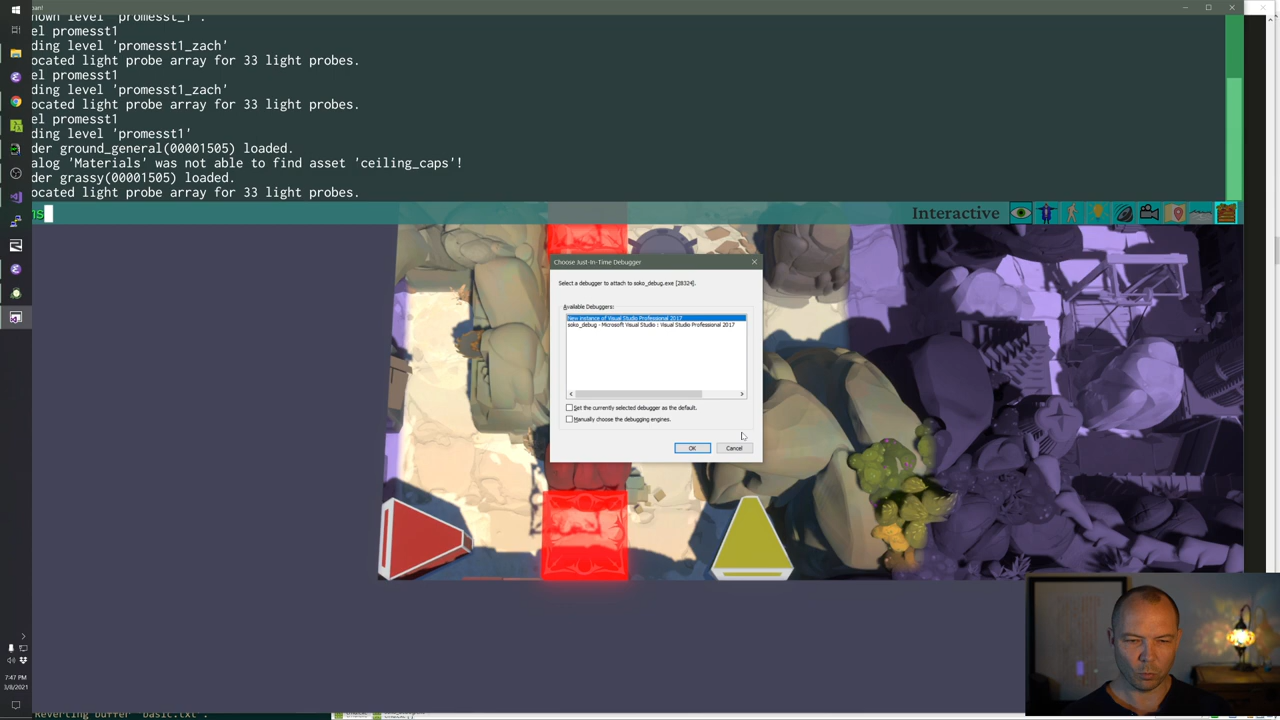 nown level 'promesst_1'.
el promesst1
ding level 'promesst1_zach'
ocated light probe array for 33 light probes.
el promesst1
ding level 'promesst1_zach'
ocated light probe array for 33 light probes.
el promesst1
ding level 'promesst1'
der ground_general(00001505) loaded.
alog 'Materials' was not able to find asset 'ceiling_caps'!
der grassy(00001505) loaded.
ocated light probe array for 33 light probes.
Interactive
Choose Just-In-Time Debugger
Select a debugger to attach to soko_debug.exe [28324].
Available Debuggers:
New instance of Visual Studio Professional 2017
soko_debug - Microsoft Visual Studio : Visual Studio Professional 2017
Set the currently selected debugger as the default.
Manually choose the debugging engines.
OK
Cancel
7:47 PM
3/8/2021
Reverting buffer 'basic.txt'.